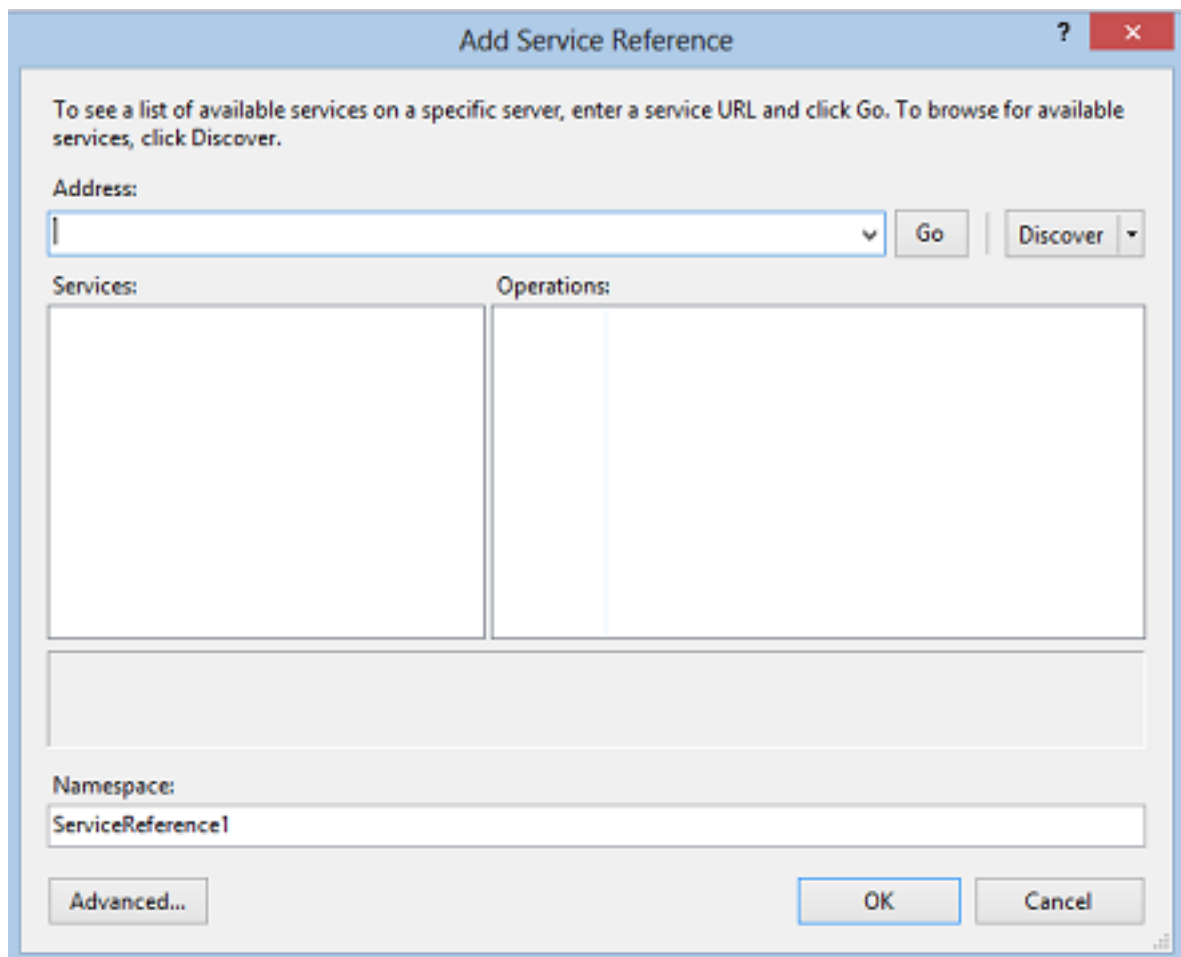 Add Service Reference
?
To see a list of available services on a specific server, enter a service URL and click Go. To browse for available
services, click Discover.
Address:
Go
Discover
Services:
Operations:
Namespace:
ServiceReference1
Advanced...
OK
Cancel